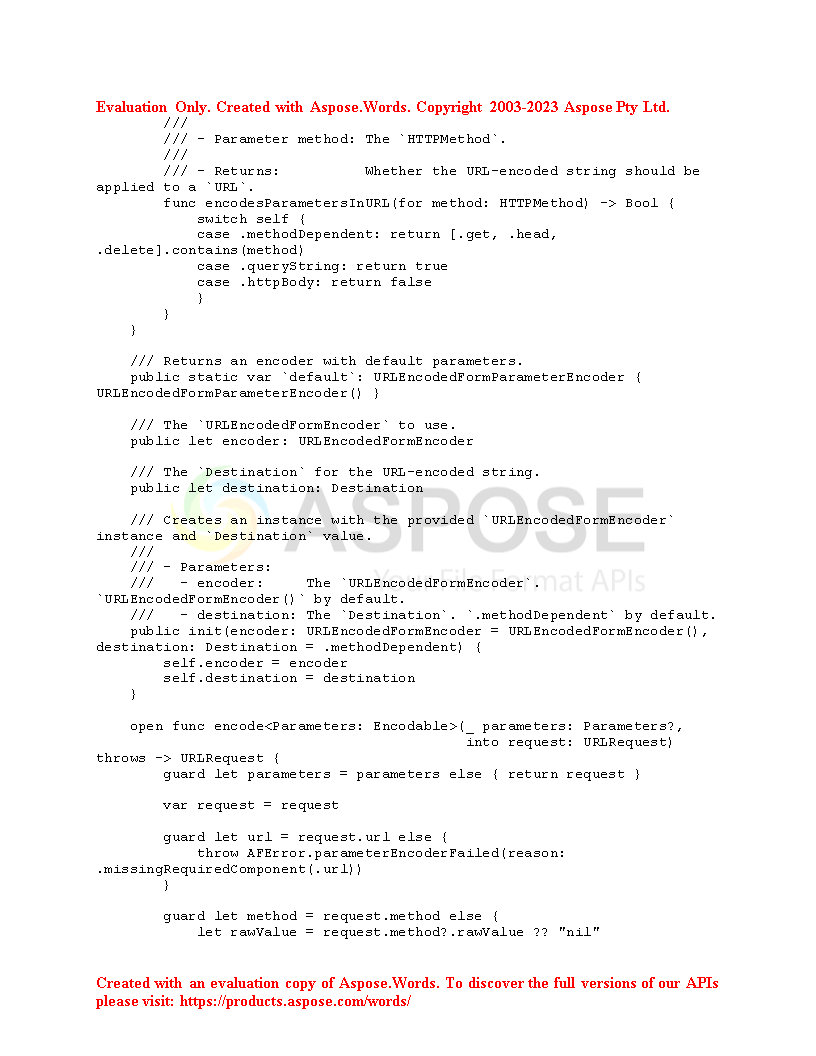 Evaluation Only. Created with Aspose.Words. Copyright 2003-2023 Aspose Pty Ltd.
        ///
        /// - Parameter method: The `HTTPMethod`.
        ///
        /// - Returns:          Whether the URL-encoded string should be
applied to a `URL`.
        func encodesParametersInURL(for method: HTTPMethod) -> Bool {
            switch self {
            case .methodDependent: return [.get, .head,
.delete].contains(method)
            case .queryString: return true
            case .httpBody: return false
            }
        }
    }
    /// Returns an encoder with default parameters.
    public static var `default`: URLEncodedFormParameterEncoder {
URLEncodedFormParameterEncoder() }
    /// The `URLEncodedFormEncoder` to use.
    public let encoder: URLEncodedFormEncoder
    /// The `Destination` for the URL-encoded string.
    public let destination: Destination
ASPOSE
    /// Creates an instance with the provided `URLEncodedFormEncoder`
instance and `Destination` value.
    ///
    /// - Parameters:
    ///   - encoder:     The `URLEncodedFormEncoder`.
Your File Format APIs
`URLEncodedFormEncoder()` by default.
    ///   - destination: The `Destination`. `.methodDependent` by default.
    public init(encoder: URLEncodedFormEncoder = URLEncodedFormEncoder(),
destination: Destination = .methodDependent) {
        self.encoder = encoder
        self.destination = destination
    }
    open func encode<Parameters: Encodable>(_ parameters: Parameters?,
                                            into request: URLRequest)
throws -> URLRequest {
        guard let parameters = parameters else { return request }
        var request = request
        guard let url = request.url else {
            throw AFError.parameterEncoderFailed(reason:
.missingRequiredComponent(.url))
        }
        guard let method = request.method else {
            let rawValue = request.method?.rawValue ?? "nil"
Created with an evaluation copy of Aspose.Words. To discover the full versions of our APIs
please visit: https://products.aspose.com/words/